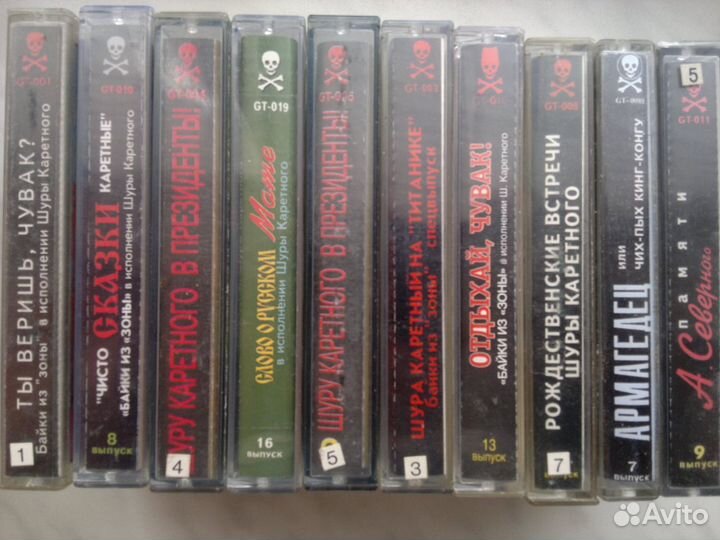 GT-001
ТЫ ВЕРИШЬ, ЧУВАК?
Байки из "зоны" в исполнении Шуры Каретного
1
GT-010
"ЧИСТО СКАЗКИ КАРЕТНЫЕ"
«БАЙКИ ИЗ «ЗОНЫ» в исполнении Шуры Каретного
8
выпуск
УРУ КАРЕТНОГО В ПРЕЗИДЕНТЫ!
4
GT-019
СЛОВО О РУССКОМ Мате
в исполнении Шуры Каретного
16
ВЫПУСК
ШУРУ КАРЕТНОГО В ПРЕЗИДЕНТЫ!
5
ШУРА КАРЕТНЫЙ НА "ТИТАНИКЕ"
байки из "зоны" спецвыпуск
3
ОТДЫХАЙ, ЧУВАК!
«БАЙКИ ИЗ «ЗОНЫ» в исполнении Ш. Каретного
13
ВЫПУСК
РОЖДЕСТВЕНСКИЕ ВСТРЕЧИ
ШУРЫ КАРЕТНОГО
7
АРМАГЕДЕЦ
ИЛИ
ЧИХ-ПЫХ КИНГ-КОНГУ
7
ВЫПУСК
5
GT-011
ПАМЯТИ
А Северного
9
ВЫПУСК
Avito